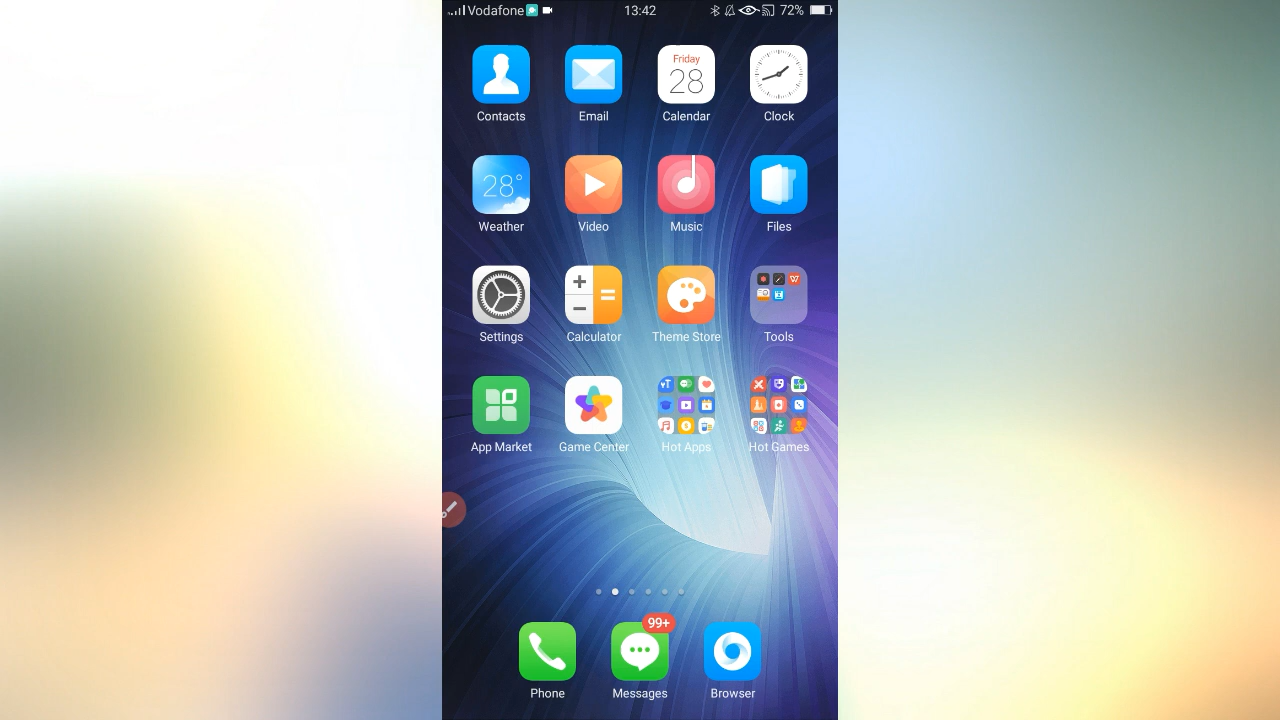 Vodafone 13:42 72%
Friday
28
Contacts Email Calendar Clock
28°
Weather Video Music Files
Settings Calculator Theme Store Tools
App Market Game Center Hot Apps Hot Games
99+
Phone Messages Browser